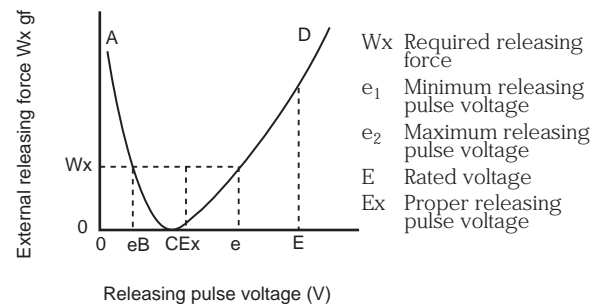 External releasing force Wx gf
A
D
Wx
0
0 eB CEx e E
Releasing pulse voltage (V)
Wx Required releasing
force
e₁ Minimum releasing
pulse voltage
e₂ Maximum releasing
pulse voltage
E Rated voltage
Ex Proper releasing
pulse voltage